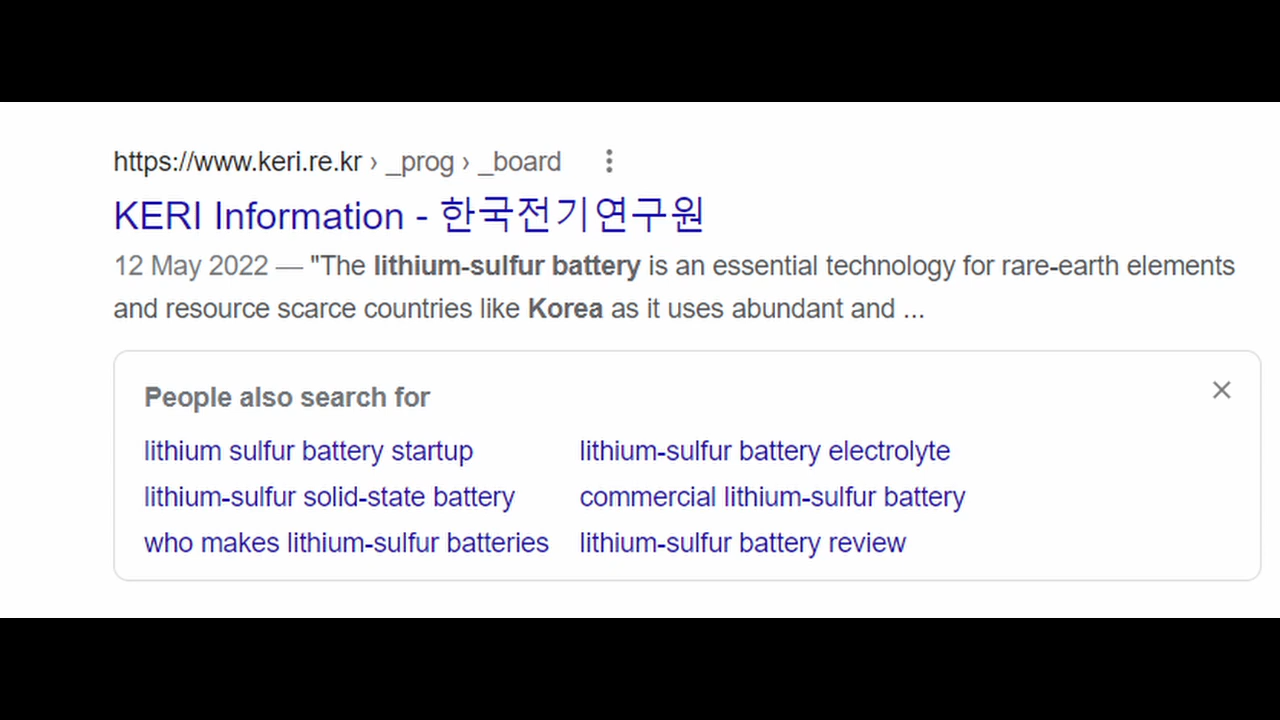 https://www.keri.re.kr › _prog › _board
KERI Information - 한국전기연구원
12 May 2022 — "The lithium-sulfur battery is an essential technology for rare-earth elements
and resource scarce countries like Korea as it uses abundant and ...
People also search for
lithium sulfur battery startup
lithium-sulfur battery electrolyte
lithium-sulfur solid-state battery
commercial lithium-sulfur battery
who makes lithium-sulfur batteries
lithium-sulfur battery review